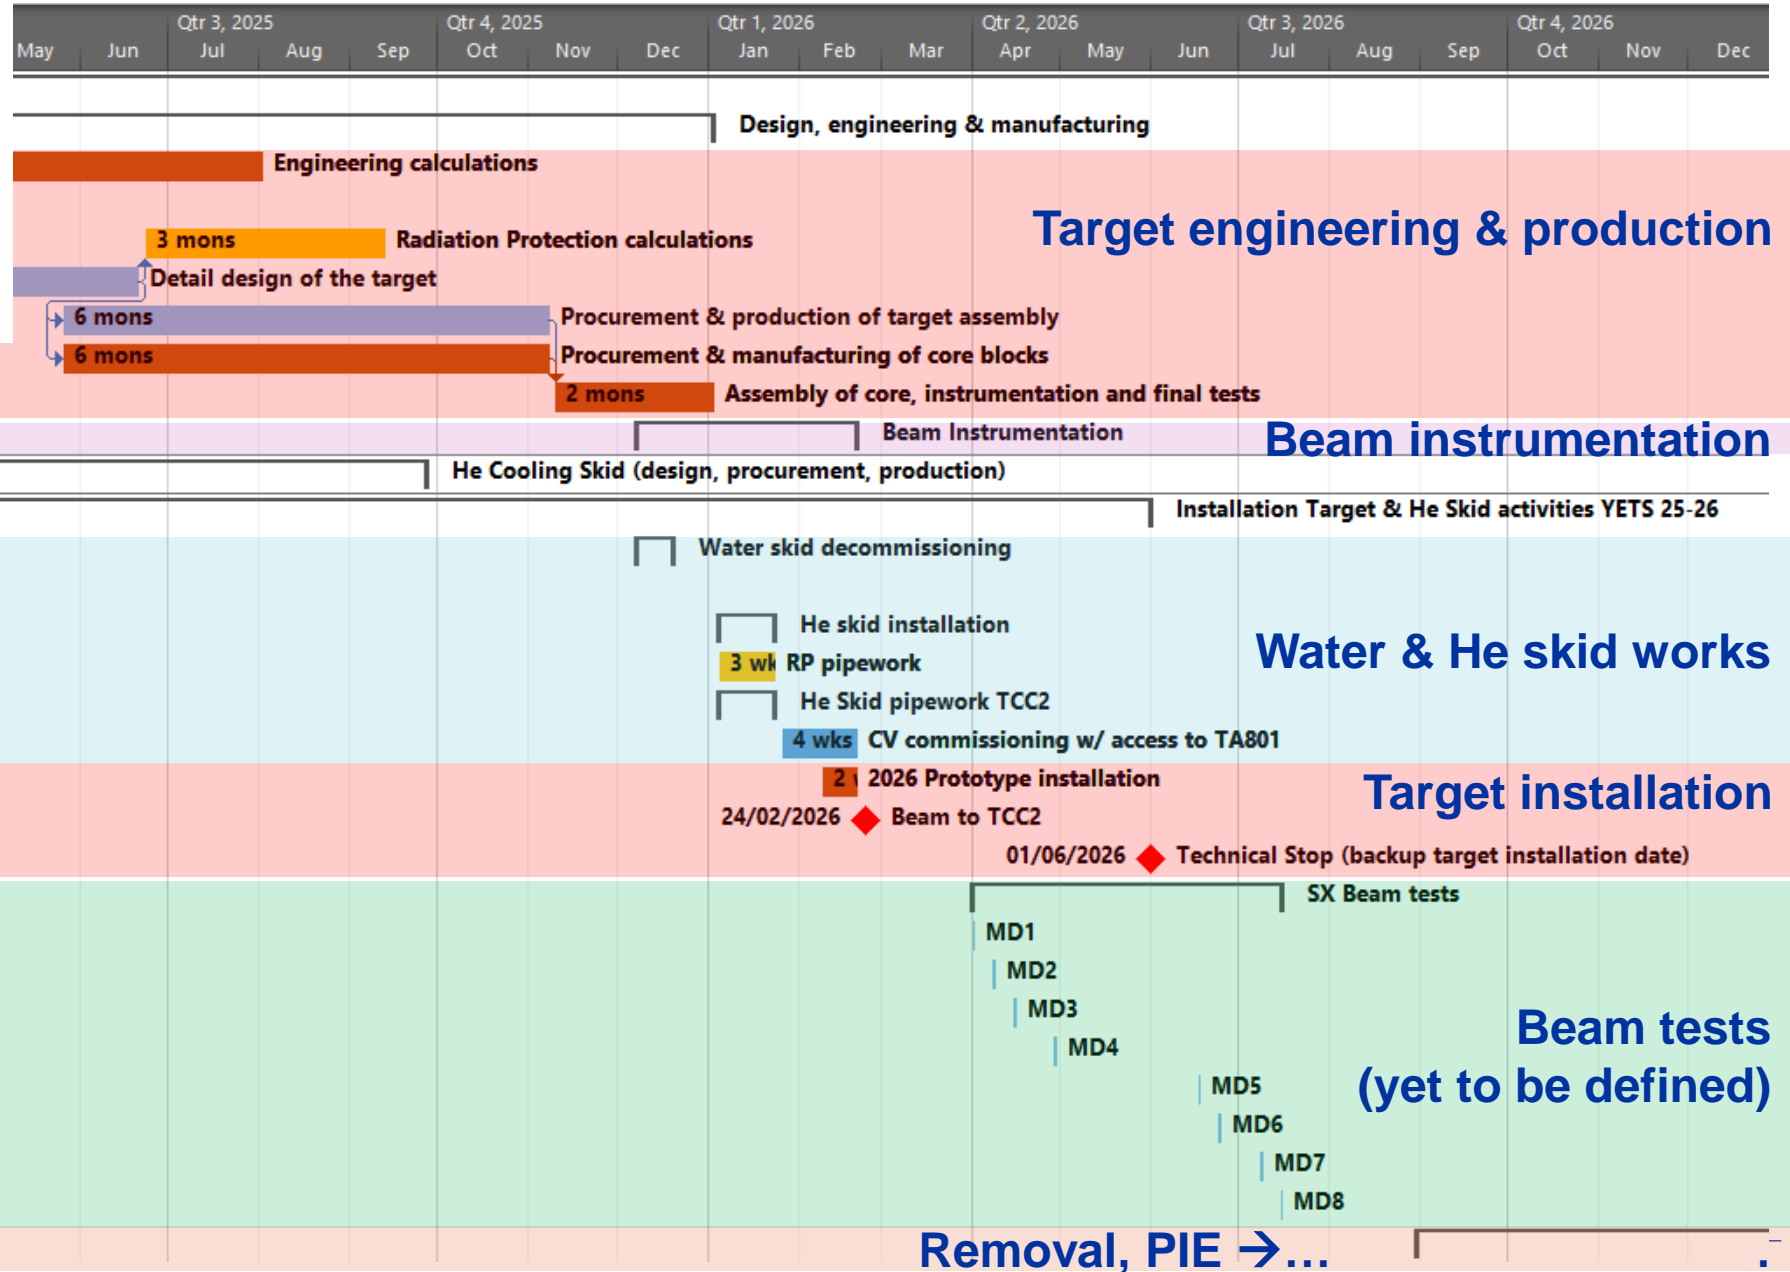 Qtr 3, 2025 Qtr 4, 2025 Qtr 1, 2026 Qtr 2, 2026 Qtr 3, 2026 Qtr 4, 2026
May Jun Jul Aug Sep Oct Nov Dec Jan Feb Mar Apr May Jun Jul Aug Sep Oct Nov Dec
Design, engineering & manufacturing
Engineering calculations
Target engineering & production
3 mons Radiation Protection calculations
Detail design of the target
6 mons Procurement & production of target assembly
6 mons Procurement & manufacturing of core blocks
2 mons Assembly of core, instrumentation and final tests
Beam Instrumentation
Beam instrumentation
He Cooling Skid (design, procurement, production)
Installation Target & He Skid activities YETS 25-26
Water skid decommissioning
He skid installation
Water & He skid works
3 wk RP pipework
He Skid pipework TCC2
4 wks CV commissioning w/ access to TA801
2 2026 Prototype installation
Target installation
24/02/2026 Beam to TCC2
01/06/2026 Technical Stop (backup target installation date)
SX Beam tests
MD1
MD2
MD3
Beam tests
MD4
(yet to be defined)
MD5
MD6
MD7
MD8
Removal, PIE →...